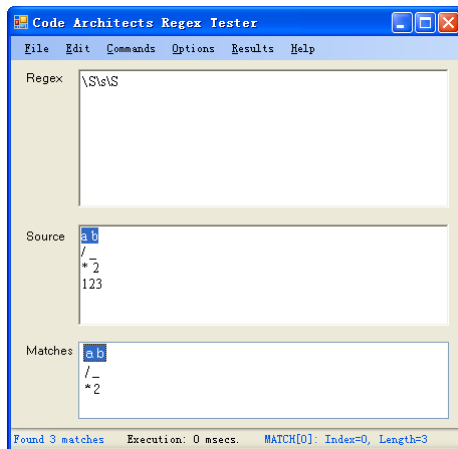 Code Architects Regex Tester
File Edit Commands Options Results Help
Regex
\S\s\S
Source
a b
/ _
* 2
123
Matches
a b
/ _
* 2
Found 3 matches Execution: 0 msecs. MATCH[0]: Index=0, Length=3